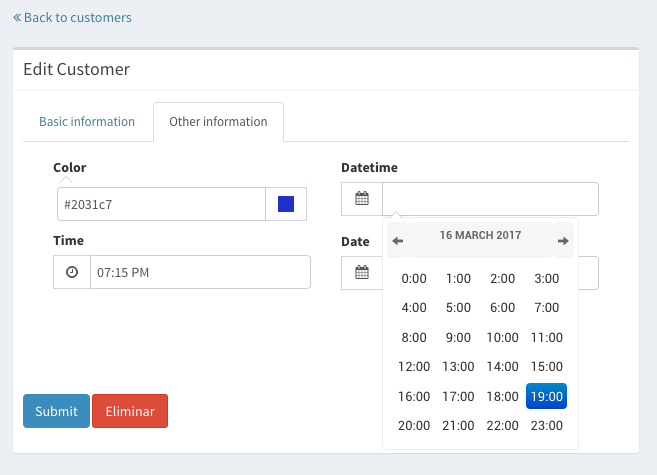 « Back to customers
Edit Customer
Basic information
Other information
Color
#2031c7
Datetime
Time
07:15 PM
Date
16 MARCH 2017
0:00 1:00 2:00 3:00
4:00 5:00 6:00 7:00
8:00 9:00 10:00 11:00
12:00 13:00 14:00 15:00
16:00 17:00 18:00 19:00
20:00 21:00 22:00 23:00
Submit
Eliminar